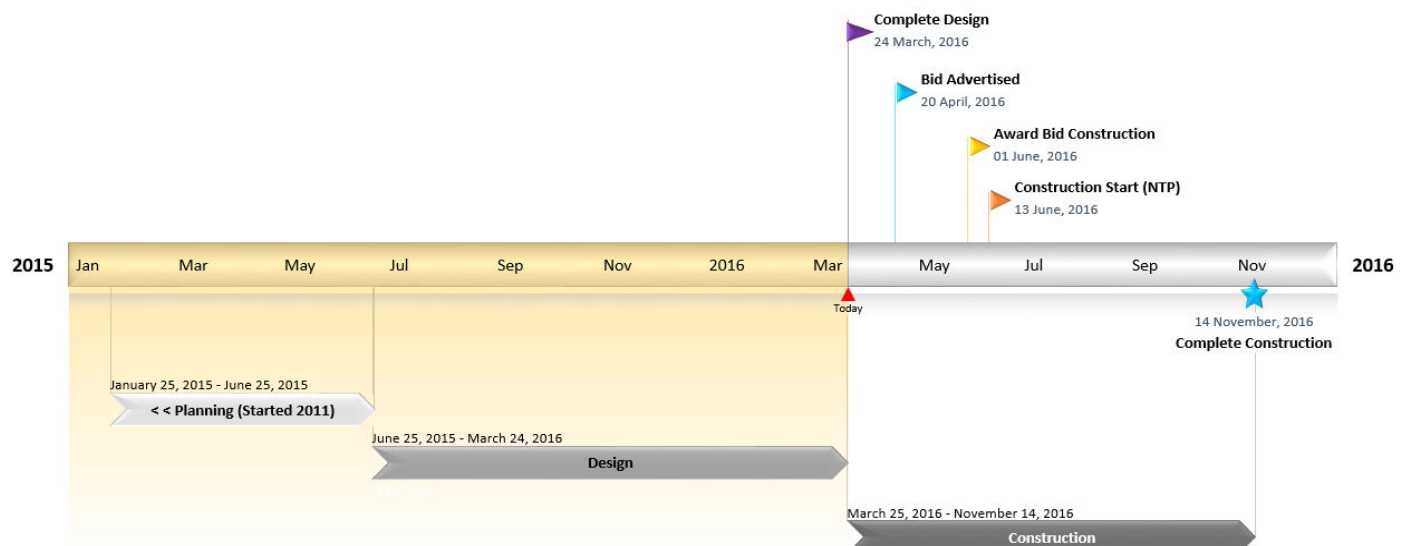 Complete Design
24 March, 2016
Bid Advertised
20 April, 2016
Award Bid Construction
01 June, 2016
Construction Start (NTP)
13 June, 2016
2015 Jan Mar May Jul Sep Nov 2016 Mar May Jul Sep Nov 2016
Today
14 November, 2016
Complete Construction
January 25, 2015 - June 25, 2015
< < Planning (Started 2011)
June 25, 2015 - March 24, 2016
Design
March 25, 2016 - November 14, 2016
Construction